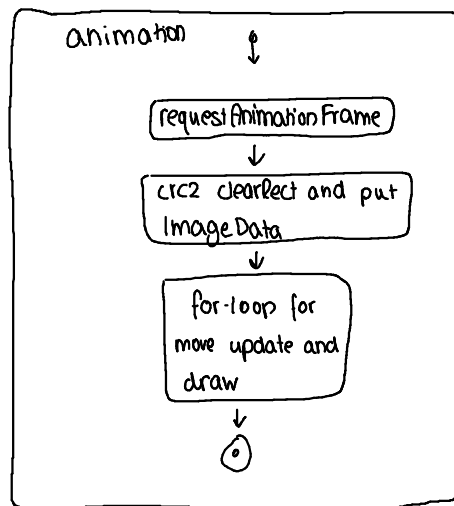 animation
requestAnimationFrame
crc2 clearRect and put
ImageData
for-loop for
move update and
draw